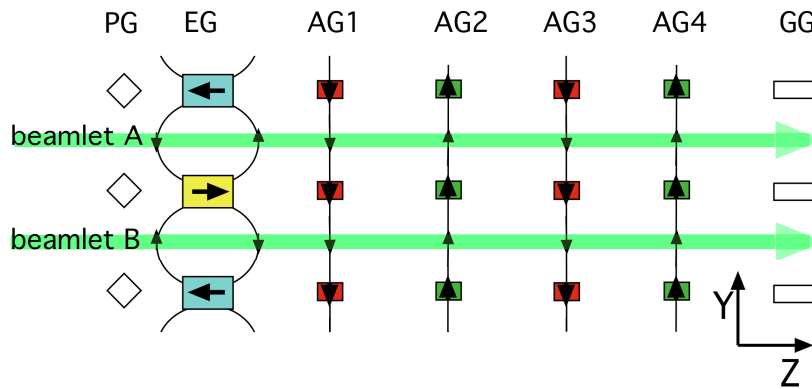 PG EG AG1 AG2 AG3 AG4 GG
beamlet A
beamlet B
Y
Z